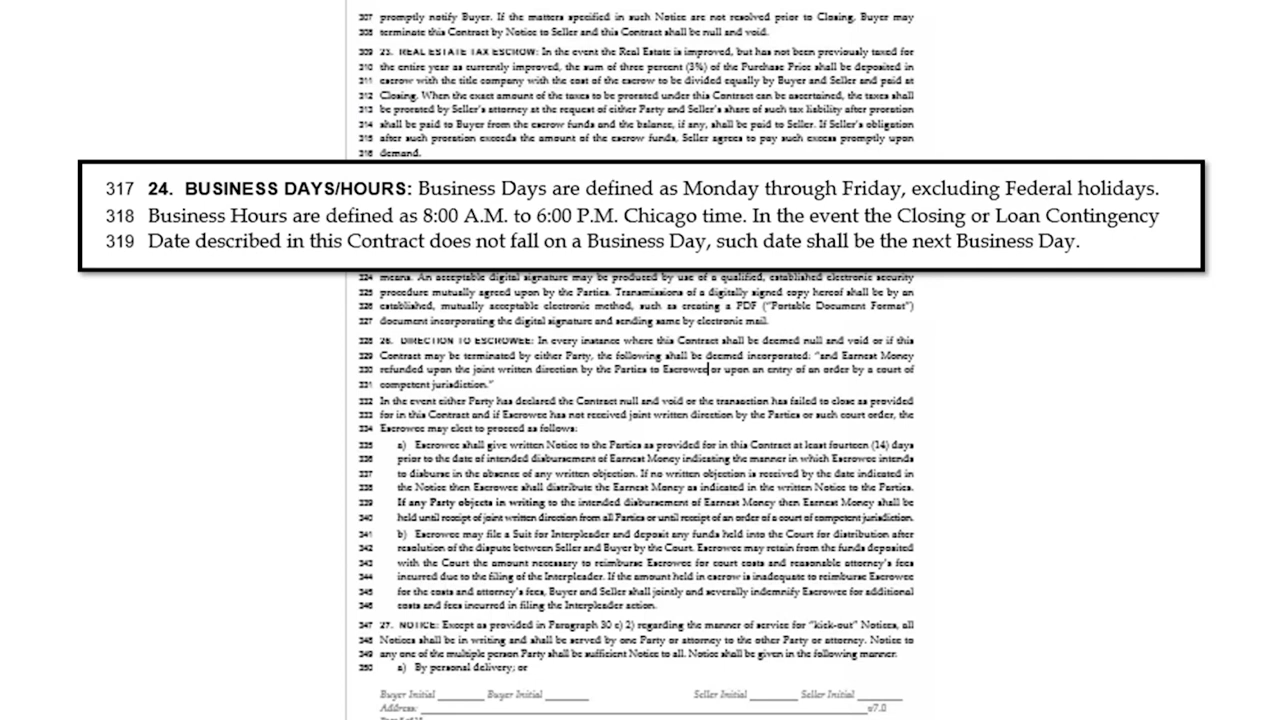 307 promptly notify Buyer. If the matters specified in such Notice are not resolved prior to Closing, Buyer may
308 terminate this Contract by Notice to Seller and this Contract shall be null and void.
309 23. REAL ESTATE TAX ESCROW: In the event the Real Estate is improved, but has not been previously taxed for
310 the entire year as currently improved, the sum of three percent (3%) of the Purchase Price shall be deposited in
311 escrow with the title company with the cost of the escrow to be divided equally by Buyer and Seller and paid at
312 Closing. When the exact amount of the taxes to be prorated under this Contract can be ascertained, the taxes shall
313 be prorated by Seller's attorney at the request of either Party and Seller's share of such tax liability after proration
314 shall be paid to Buyer from the escrow funds and the balance, if any, shall be paid to Seller. If Seller's obligation
315 after such proration exceeds the amount of the escrow funds, Seller agrees to pay such excess promptly upon
316 demand.
317 24. BUSINESS DAYS/HOURS: Business Days are defined as Monday through Friday, excluding Federal holidays.
318 Business Hours are defined as 8:00 A.M. to 6:00 P.M. Chicago time. In the event the Closing or Loan Contingency
319 Date described in this Contract does not fall on a Business Day, such date shall be the next Business Day.
324 means. An acceptable digital signature may be produced by use of a qualified, established electronic security
325 procedure mutually agreed upon by the Parties. Transmissions of a digitally signed copy hereof shall be by an
326 established, mutually acceptable electronic method, such as creating a PDF ("Portable Document Format")
327 document incorporating the digital signature and sending same by electronic mail.
328 26. DIRECTION TO ESCROWEE: In every instance where this Contract shall be deemed null and void or if this
329 Contract may be terminated by either Party, the following shall be deemed incorporated: "and Earnest Money
330 refunded upon the joint written direction by the Parties to Escrowee or upon an entry of an order by a court of
331 competent jurisdiction."
332 In the event either Party has declared the Contract null and void or the transaction has failed to close as provided
333 for in this Contract and if Escrowee has not received joint written direction by the Parties or such court order, the
334 Escrowee may elect to proceed as follows:
335 a) Escrowee shall give written Notice to the Parties as provided for in this Contract at least fourteen (14) days
336 prior to the date of intended disbursement of Earnest Money indicating the manner in which Escrowee intends
337 to disburse in the absence of any written objection. If no written objection is received by the date indicated in
338 the Notice then Escrowee shall distribute the Earnest Money as indicated in the written Notice to the Parties.
339 If any Party objects in writing to the intended disbursement of Earnest Money then Earnest Money shall be
340 held until receipt of joint written direction from all Parties or until receipt of an order of a court of competent jurisdiction.
341 b) Escrowee may file a Suit for Interpleader and deposit any funds held into the Court for distribution after
342 resolution of the dispute between Seller and Buyer by the Court. Escrowee may retain from the funds deposited
343 with the Court the amount necessary to reimburse Escrowee for court costs and reasonable attorney's fees
344 incurred due to the filing of the Interpleader. If the amount held in escrow is inadequate to reimburse Escrowee
345 for the costs and attorney's fees, Buyer and Seller shall jointly and severally indemnify Escrowee for additional
346 costs and fees incurred in filing the Interpleader action.
347 27. NOTICE: Except as provided in Paragraph 30 c) 2) regarding the manner of service for "kick-out" Notices, all
348 Notices shall be in writing and shall be served by one Party or attorney to the other Party or attorney. Notice to
349 any one of the multiple person Party shall be sufficient Notice to all. Notice shall be given in the following manner:
350 a) By personal delivery; or
Buyer Initial ________ Buyer Initial ________ Seller Initial ________ Seller Initial ________
Address: ________ v7.0